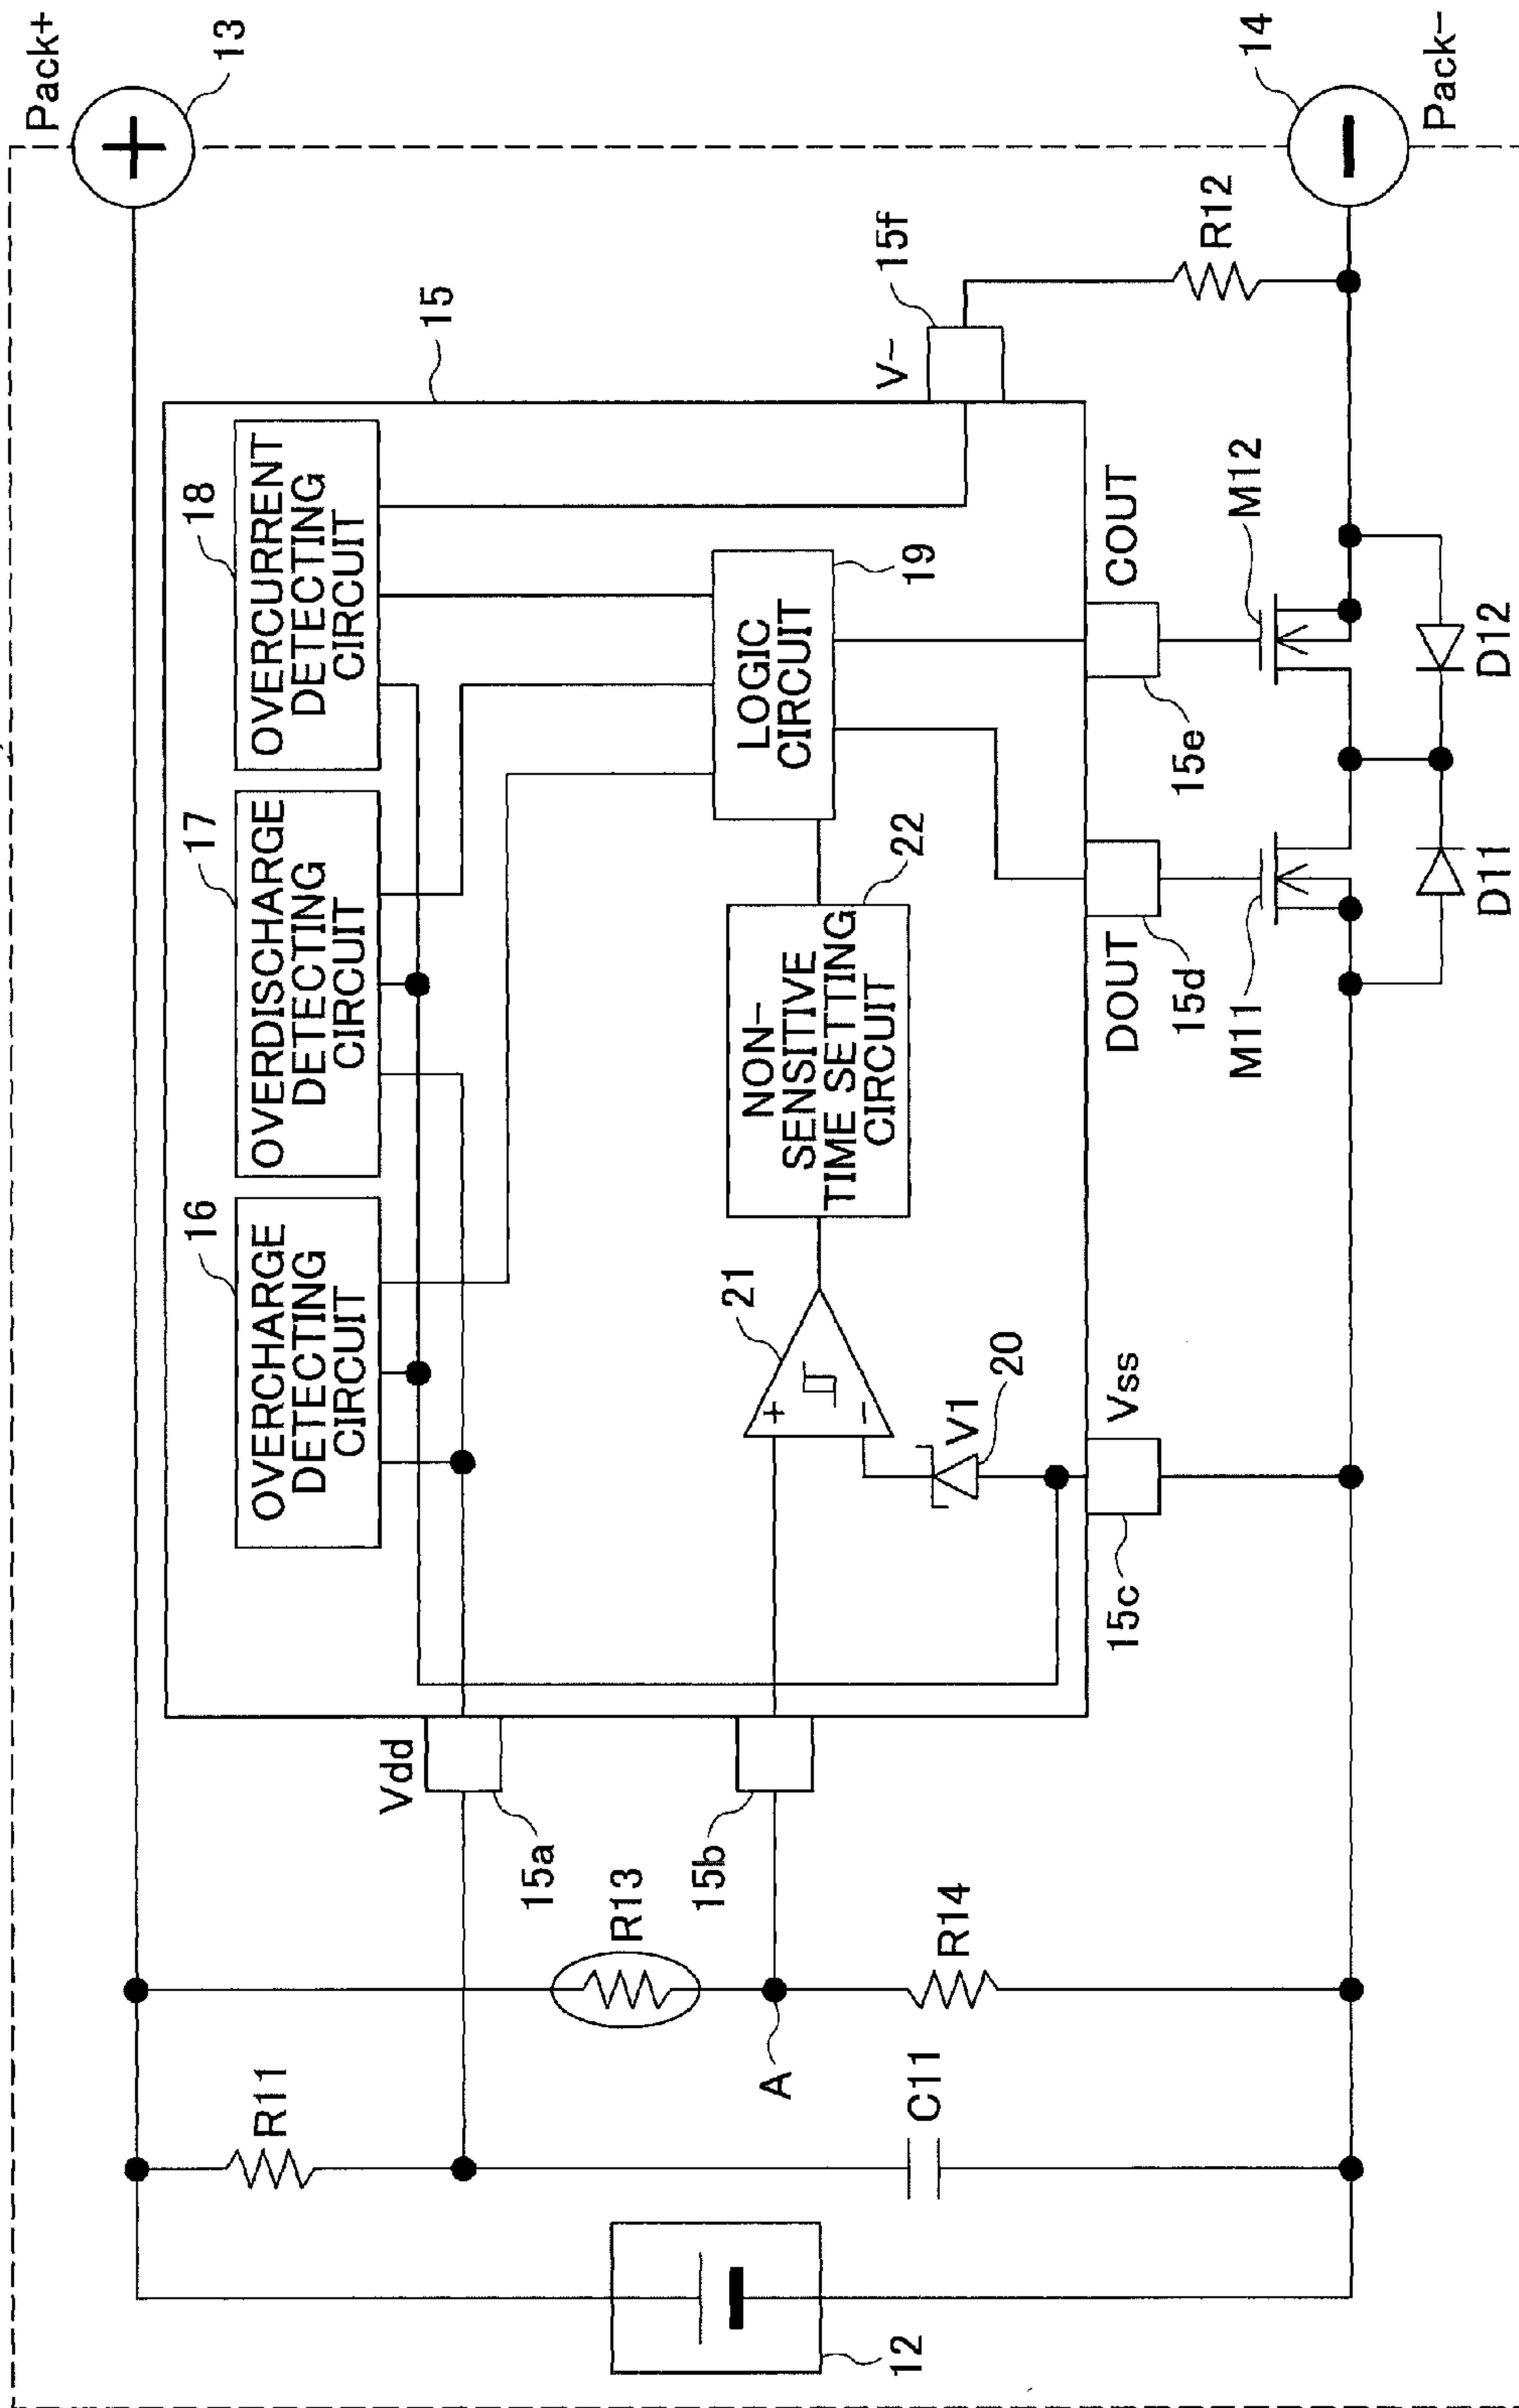 Pack+
13
15
18
OVERCURRENT
DETECTING
CIRCUIT
17
OVERDISCHARGE
DETECTING
CIRCUIT
16
OVERCHARGE
DETECTING
CIRCUIT
LOGIC
CIRCUIT
19
NON-
SENSITIVE
TIME SETTING
CIRCUIT
22
21
+
−
V1
20
Vdd
15a
15b
Vss
15c
DOUT
15d
COUT
15e
V-
15f
R11
R13
A
R14
C11
12
R12
M11
M12
D11
D12
+
−
14
Pack-